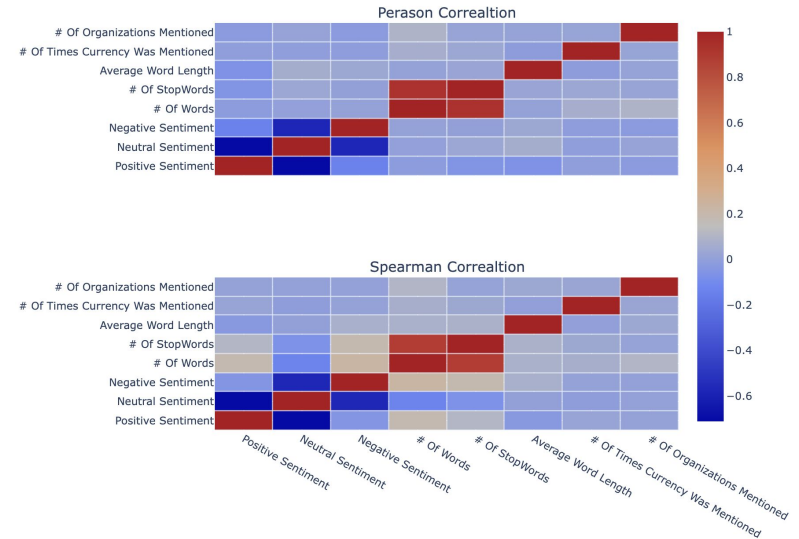 Perason Correaltion
# Of Organizations Mentioned
# Of Times Currency Was Mentioned
Average Word Length
# Of StopWords
# Of Words
Negative Sentiment
Neutral Sentiment
Positive Sentiment
1
0.8
0.6
0.4
0.2
0
−0.2
−0.4
−0.6
Spearman Correaltion
# Of Organizations Mentioned
# Of Times Currency Was Mentioned
Average Word Length
# Of StopWords
# Of Words
Negative Sentiment
Neutral Sentiment
Positive Sentiment
Positive Sentiment
Neutral Sentiment
Negative Sentiment
# Of Words
# Of StopWords
Average Word Length
# Of Times Currency Was Mentioned
# Of Organizations Mentioned